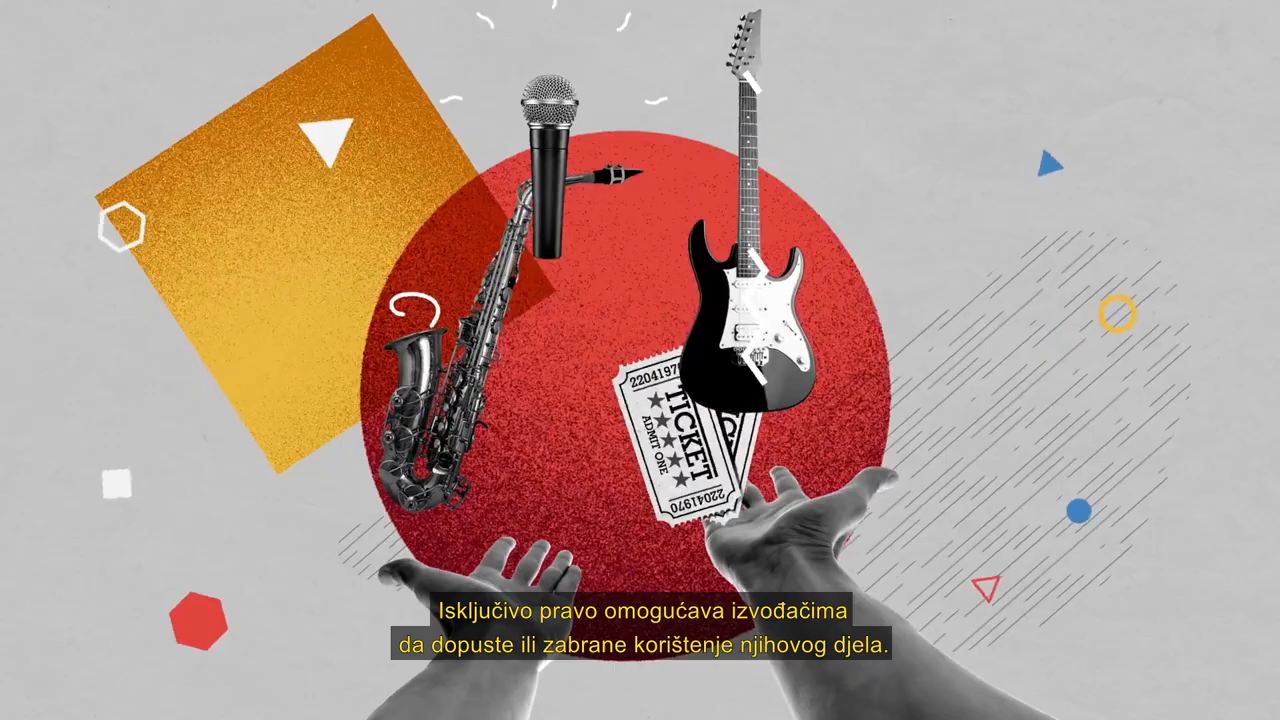 22041970
TICKET
ADMIT ONE
22041970
Isključivo pravo omogućava izvođačima
da dopuste ili zabrane korištenje njihovog djela.